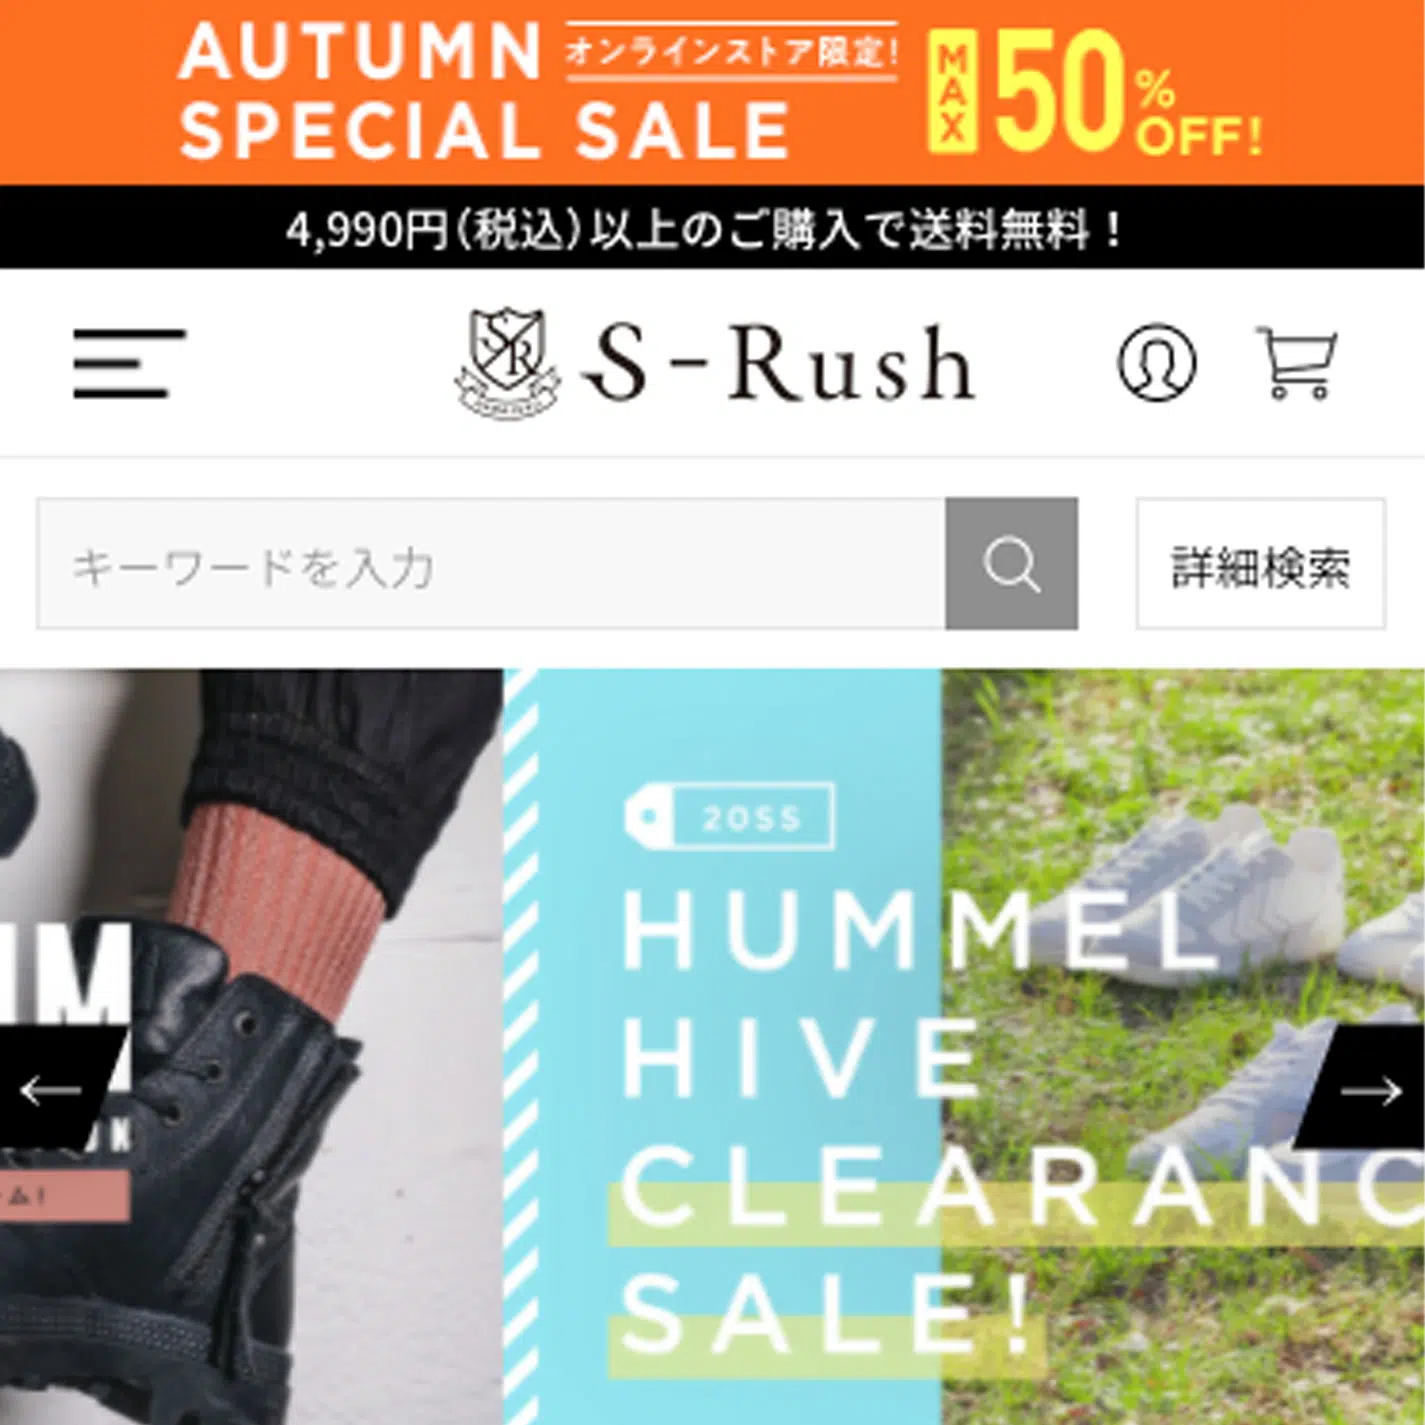 AUTUMN オンラインストア限定!
SPECIAL SALE
MAX 50% OFF!
4,990円(税込)以上のご購入で送料無料!
SR
S-Rush
キーワードを入力
詳細検索
20SS
HUMMEL
HIVE
CLEARANC
SALE!
IM
UK
ム!